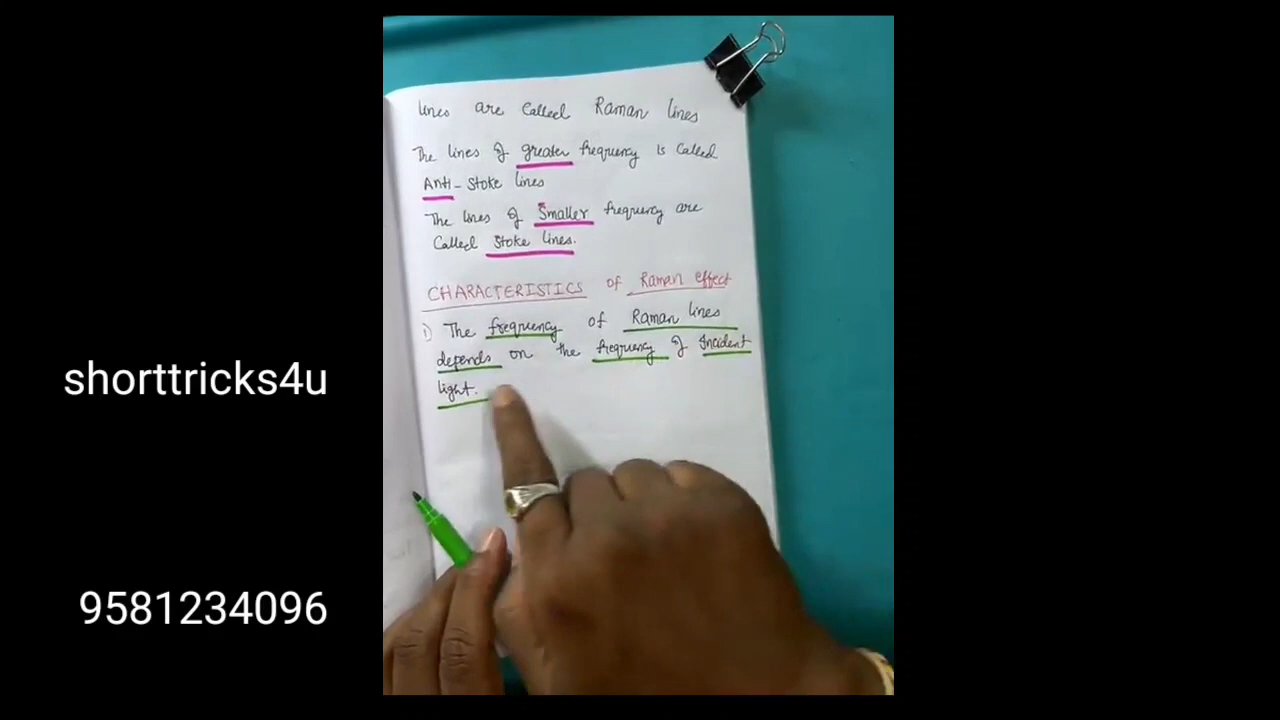 lines are called Raman lines
The lines of greater frequency is called
Anti-Stoke lines
The lines of Smaller frequency are
Called Stoke lines.
CHARACTERISTICS of Raman effect
1) The frequency of Raman lines
depends on the frequency of Incident
light.
shorttricks4u
9581234096